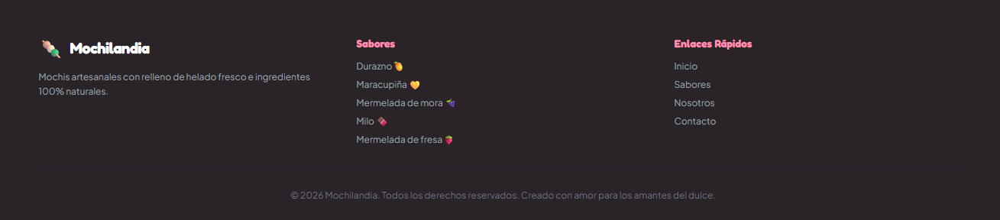 Mochilandia
Mochis artesanales con relleno de helado fresco e ingredientes
100% naturales.
Sabores
Durazno 🥭
Maracupiña 💛
Mermelada de mora 🍇
Milo 🍫
Mermelada de fresa 🍓
Enlaces Rápidos
Inicio
Sabores
Nosotros
Contacto
© 2026 Mochilandia. Todos los derechos reservados. Creado con amor para los amantes del dulce.